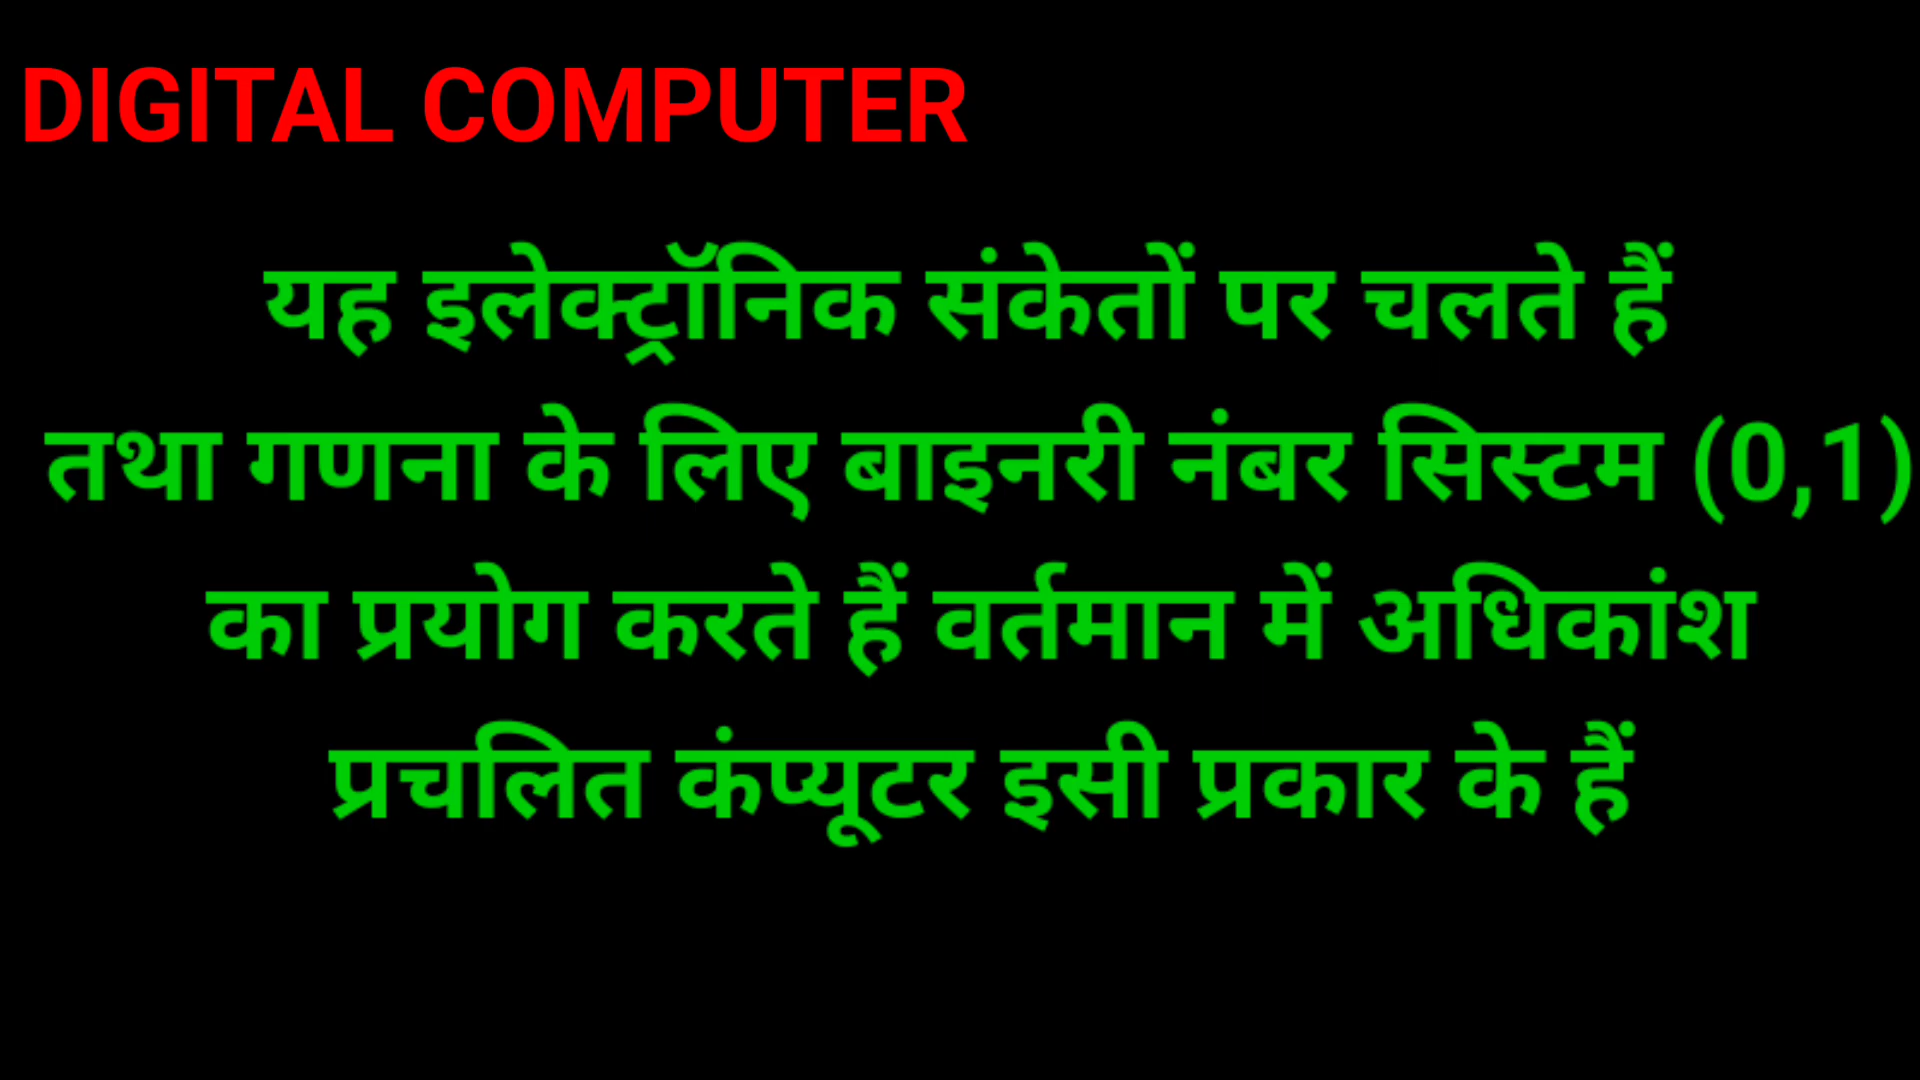 DIGITAL COMPUTER
यह इलेक्ट्रॉनिक संकेतों पर चलते हैं
तथा गणना के लिए बाइनरी नंबर सिस्टम (0,1)
का प्रयोग करते हैं वर्तमान में अधिकांश
प्रचलित कंप्यूटर इसी प्रकार के हैं